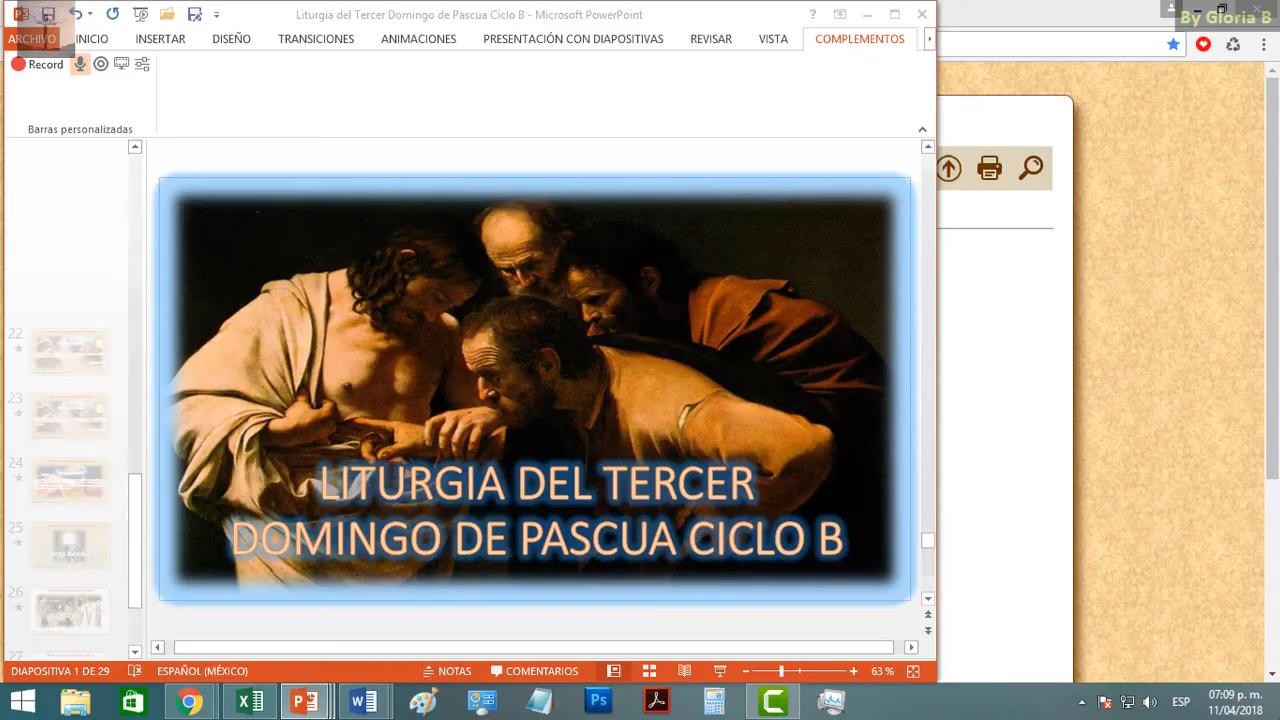 Liturgia del Tercer Domingo de Pascua Ciclo B - Microsoft PowerPoint
By Gloria B
ARCHIVO INICIO INSERTAR DISEÑO TRANSICIONES ANIMACIONES PRESENTACIÓN CON DIAPOSITIVAS REVISAR VISTA COMPLEMENTOS
Record
Barras personalizadas
22
23
24
25
26
27
LITURGIA DEL TERCER
DOMINGO DE PASCUA CICLO B
DIAPOSITIVA 1 DE 29 ESPAÑOL (MÉXICO) NOTAS COMENTARIOS 63 %
ESP
07:09 p. m.
11/04/2018